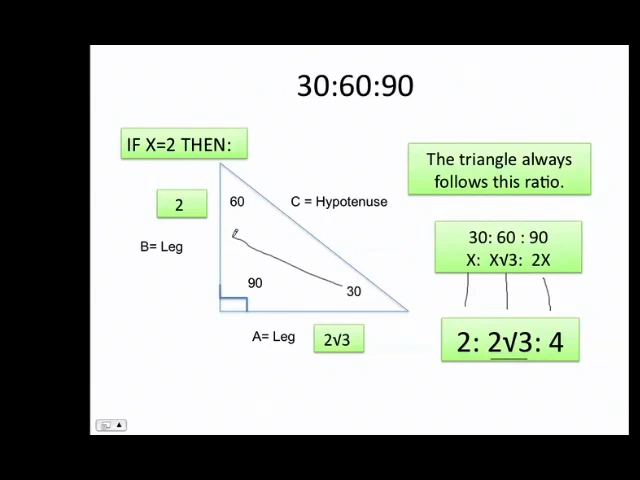 30:60:90
IF X=2 THEN:
The triangle always
follows this ratio.
2
60
C = Hypotenuse
B= Leg
30: 60 : 90
X: X√3: 2X
90
30
A= Leg
2√3
2: 2√3: 4